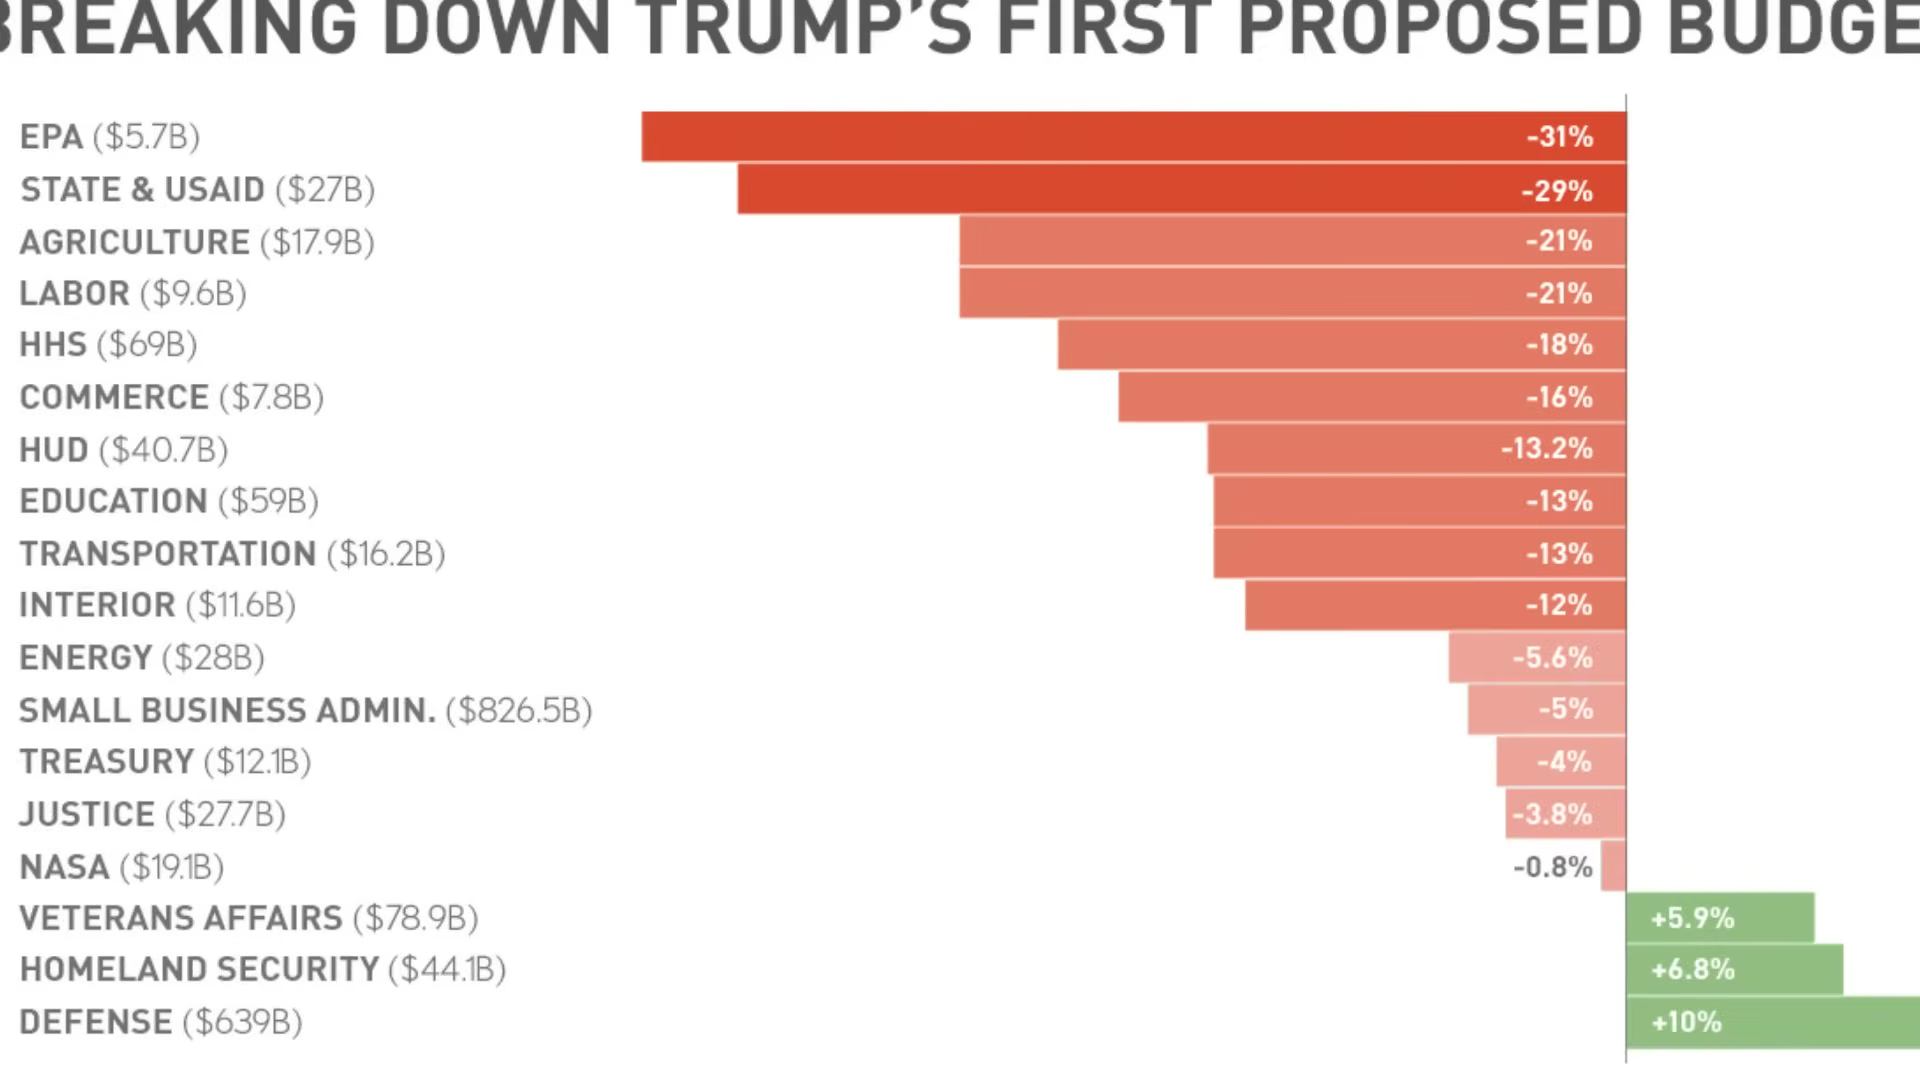 BREAKING DOWN TRUMP'S FIRST PROPOSED BUDGE
EPA ($5.7B) -31%
STATE & USAID ($27B) -29%
AGRICULTURE ($17.9B) -21%
LABOR ($9.6B) -21%
HHS ($69B) -18%
COMMERCE ($7.8B) -16%
HUD ($40.7B) -13.2%
EDUCATION ($59B) -13%
TRANSPORTATION ($16.2B) -13%
INTERIOR ($11.6B) -12%
ENERGY ($28B) -5.6%
SMALL BUSINESS ADMIN. ($826.5B) -5%
TREASURY ($12.1B) -4%
JUSTICE ($27.7B) -3.8%
NASA ($19.1B) -0.8%
VETERANS AFFAIRS ($78.9B) +5.9%
HOMELAND SECURITY ($44.1B) +6.8%
DEFENSE ($639B) +10%